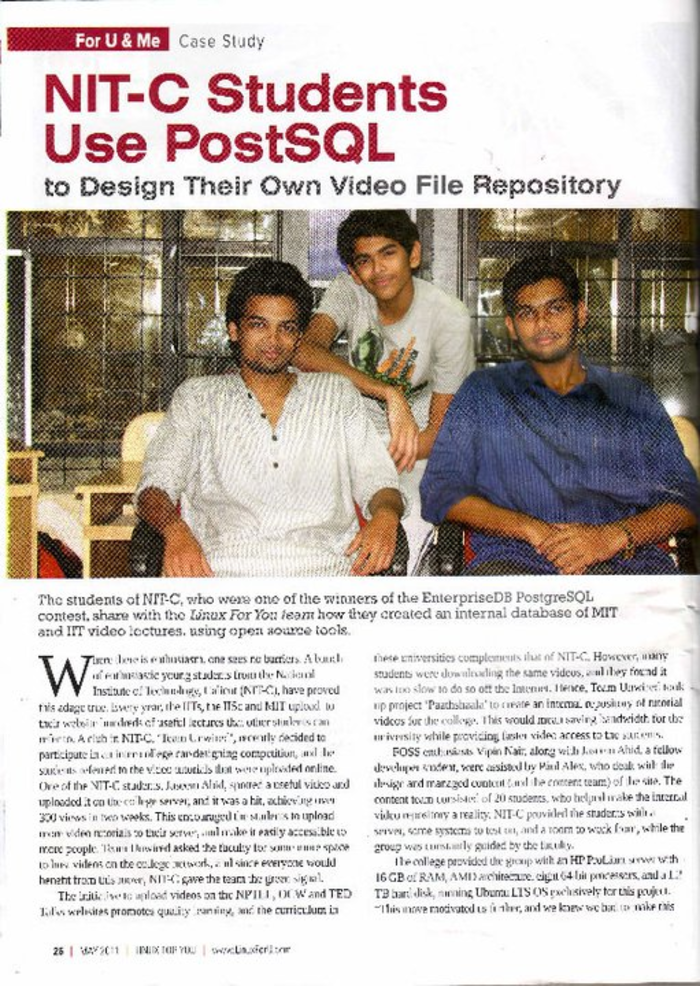 For U & Me Case Study
NIT-C Students
Use PostSQL
to Design Their Own Video File Repository
The students of NIT-C, who were one of the winners of the EnterpriseDB PostgreSQL
contest, share with the Linux For You team how they created an internal database of MIT
and IIT video lectures, using open source tools.
Where there is enthusiasm, one sees no barriers. A bunch
of enthusiastic young students from the National
Institute of Technology, Calicut (NIT-C), have proved
this adage true. Every year, the IITs, the IISc and MIT upload to
their website hundreds of useful lectures that other students can
refer to. A club in NIT-C, "Team Unwired", recently decided to
participate in an inter college car-designing competition, and the
students referred to the video tutorials that were uploaded online.
One of the NIT-C students, Jaseem Abid, spotted a useful video and
uploaded it on the college server, and it was a hit, achieving over
300 views in two weeks. This encouraged the students to upload
more video tutorials to their server, and make it easily accessible to
more people. Team Unwired asked the faculty for some more space
to host videos on the college network, and since everyone would
benefit from this move, NIT-C gave the team the green signal.
The initiative to upload videos on the NPTEL, OCW and TED
Talks websites promotes quality learning, and the curriculum in
these universities complements that of NIT-C. However, many
students were downloading the same videos, and they found it
was too slow to do so off the Internet. Hence, Team Unwired took
up project 'Paathshaala' to create an internal repository of tutorial
videos for the college. This would mean saving bandwidth for the
university while providing faster video access to the students.
FOSS enthusiasts Vipin Nair, along with Jaseem Abid, a fellow
developer student, were assisted by Paul Alex, who dealt with the
design and managed content (and the content team) of the site. The
content team consisted of 20 students, who helped make the internal
video repository a reality. NIT-C provided the students with a
server, some systems to test on, and a room to work from, while the
group was constantly guided by the faculty.
The college provided the group with an HP ProLiant server with
16 GB of RAM, AMD architecture, eight 64 bit processors, and a
TB hard disk, running Ubuntu LTS OS exclusively for this project.
"This move motivated us further, and we knew we had to make this
26 | MAY 2011 | LINUX FOR YOU | www.LinuxForU.com